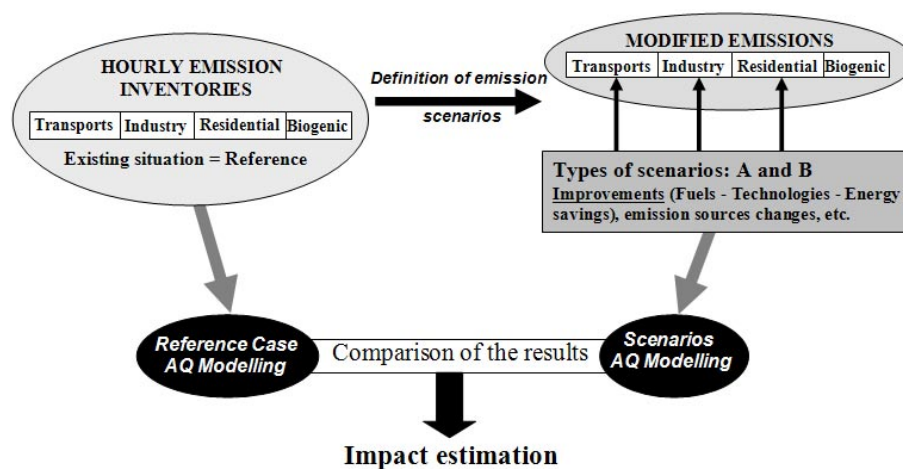 HOURLY EMISSION
INVENTORIES
Transports Industry Residential Biogenic
Existing situation = Reference
Definition of emission
scenarios
MODIFIED EMISSIONS
Transports Industry Residential Biogenic
Types of scenarios: A and B
Improvements (Fuels - Technologies - Energy
savings), emission sources changes, etc.
Reference Case
AQ Modelling
Comparison of the results
Scenarios
AQ Modelling
Impact estimation